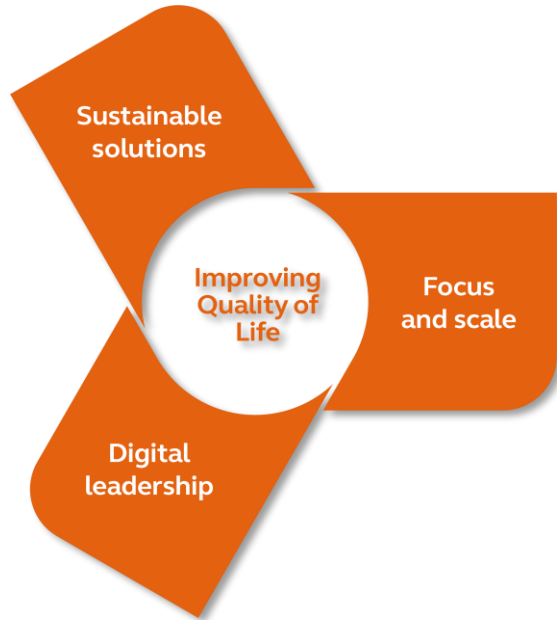 Sustainable
solutions
Improving
Quality of
Life
Focus
and scale
Digital
leadership